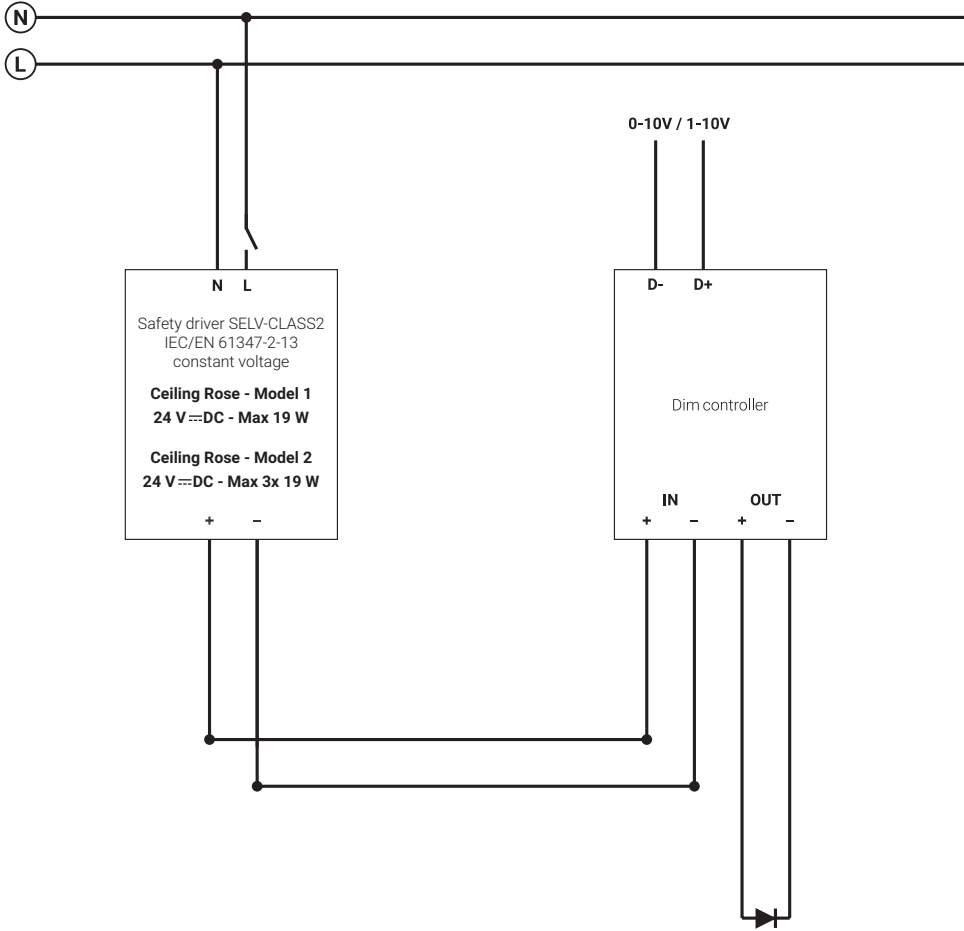 N
L
0-10V / 1-10V
N L
D- D+
Safety driver SELV-CLASS2
IEC/EN 61347-2-13
constant voltage
Ceiling Rose - Model 1
24 V⎓DC - Max 19 W
Ceiling Rose - Model 2
24 V⎓DC - Max 3x 19 W
+ −
Dim controller
IN OUT
+ − + −